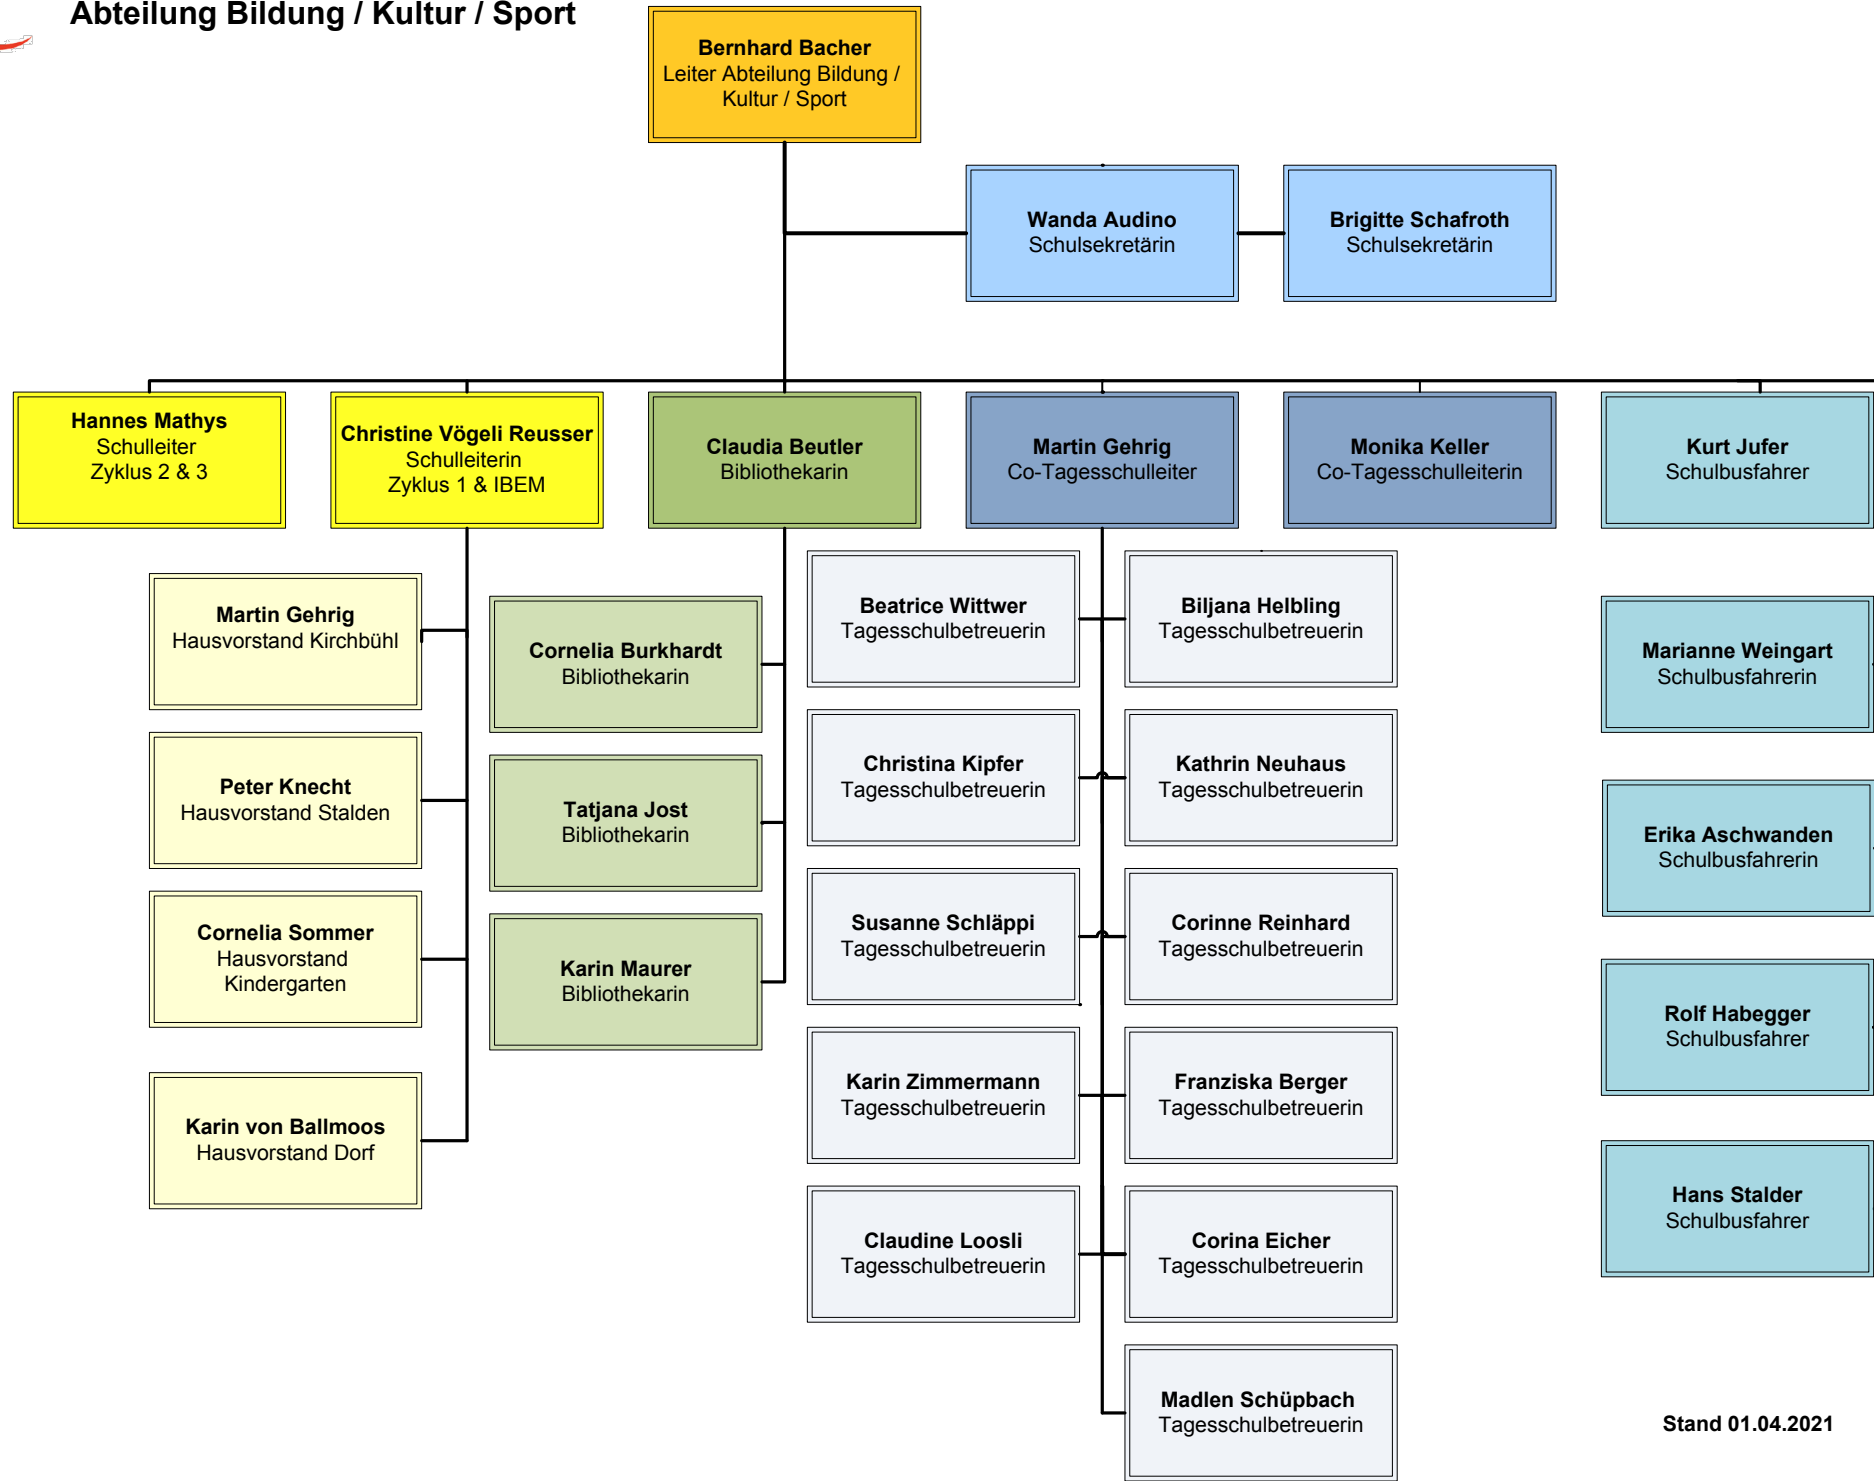 Abteilung Bildung / Kultur / Sport
Bernhard Bacher
Leiter Abteilung Bildung /
Kultur / Sport
Wanda Audino
Schulsekretärin
Brigitte Schafroth
Schulsekretärin
Hannes Mathys
Schulleiter
Zyklus 2 & 3
Christine Vögeli Reusser
Schulleiterin
Zyklus 1 & IBEM
Claudia Beutler
Bibliothekarin
Martin Gehrig
Co-Tagesschulleiter
Monika Keller
Co-Tagesschulleiterin
Kurt Jufer
Schulbusfahrer
Martin Gehrig
Hausvorstand Kirchbühl
Peter Knecht
Hausvorstand Stalden
Cornelia Sommer
Hausvorstand
Kindergarten
Karin von Ballmoos
Hausvorstand Dorf
Cornelia Burkhardt
Bibliothekarin
Tatjana Jost
Bibliothekarin
Karin Maurer
Bibliothekarin
Beatrice Wittwer
Tagesschulbetreuerin
Biljana Helbling
Tagesschulbetreuerin
Christina Kipfer
Tagesschulbetreuerin
Kathrin Neuhaus
Tagesschulbetreuerin
Susanne Schläppi
Tagesschulbetreuerin
Corinne Reinhard
Tagesschulbetreuerin
Karin Zimmermann
Tagesschulbetreuerin
Franziska Berger
Tagesschulbetreuerin
Claudine Loosli
Tagesschulbetreuerin
Corina Eicher
Tagesschulbetreuerin
Madlen Schüpbach
Tagesschulbetreuerin
Marianne Weingart
Schulbusfahrerin
Erika Aschwanden
Schulbusfahrerin
Rolf Habegger
Schulbusfahrer
Hans Stalder
Schulbusfahrer
Stand 01.04.2021